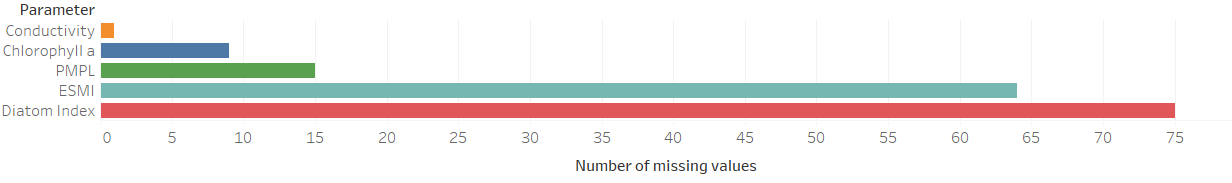 Parameter
Conductivity
Chlorophyll a
PMPL
ESMI
Diatom Index
0 5 10 15 20 25 30 35 40 45 50 55 60 65 70 75
Number of missing values